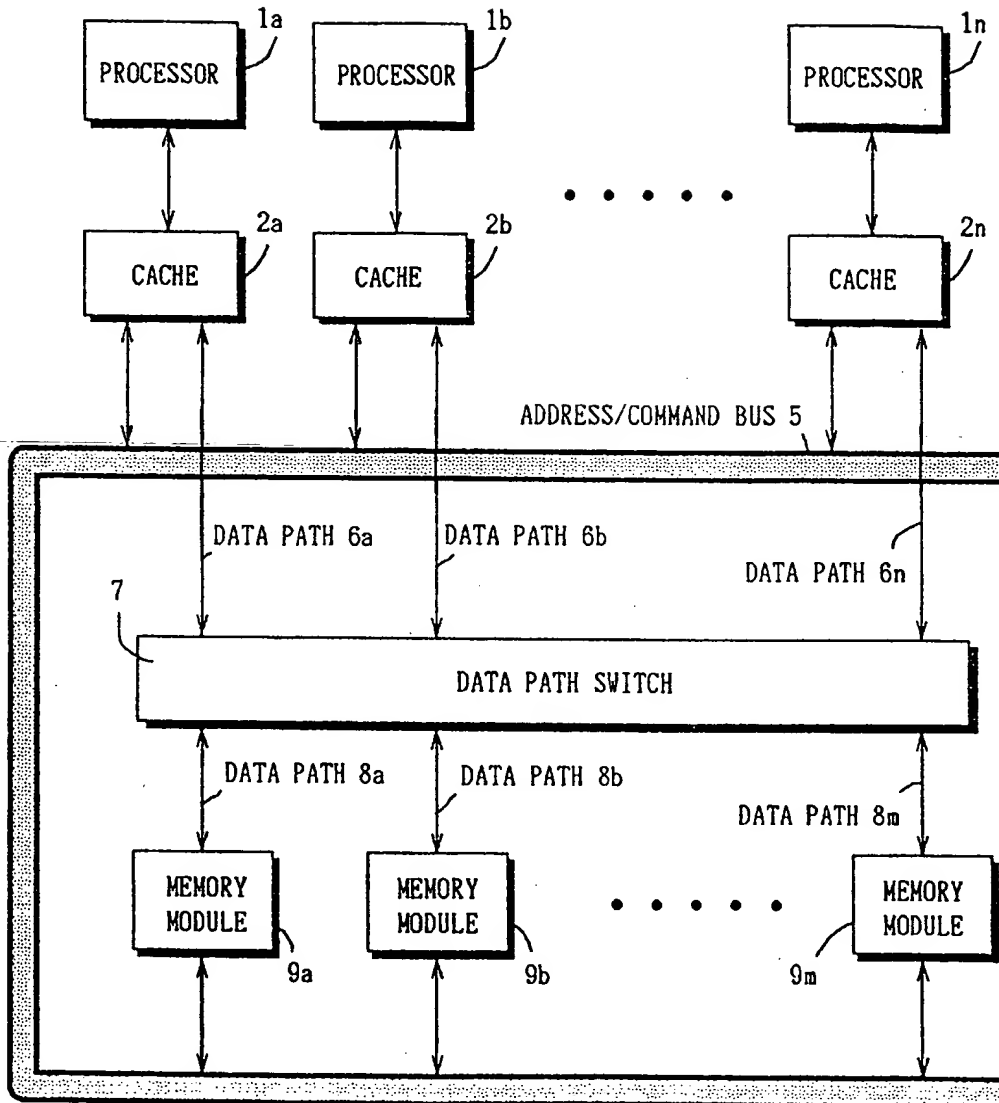 1a
1b
1n
PROCESSOR
PROCESSOR
PROCESSOR
2a
2b
2n
CACHE
CACHE
CACHE
ADDRESS/COMMAND BUS 5
DATA PATH 6a
DATA PATH 6b
DATA PATH 6n
7
DATA PATH SWITCH
DATA PATH 8a
DATA PATH 8b
DATA PATH 8m
MEMORY
MODULE
MEMORY
MODULE
MEMORY
MODULE
9a
9b
9m